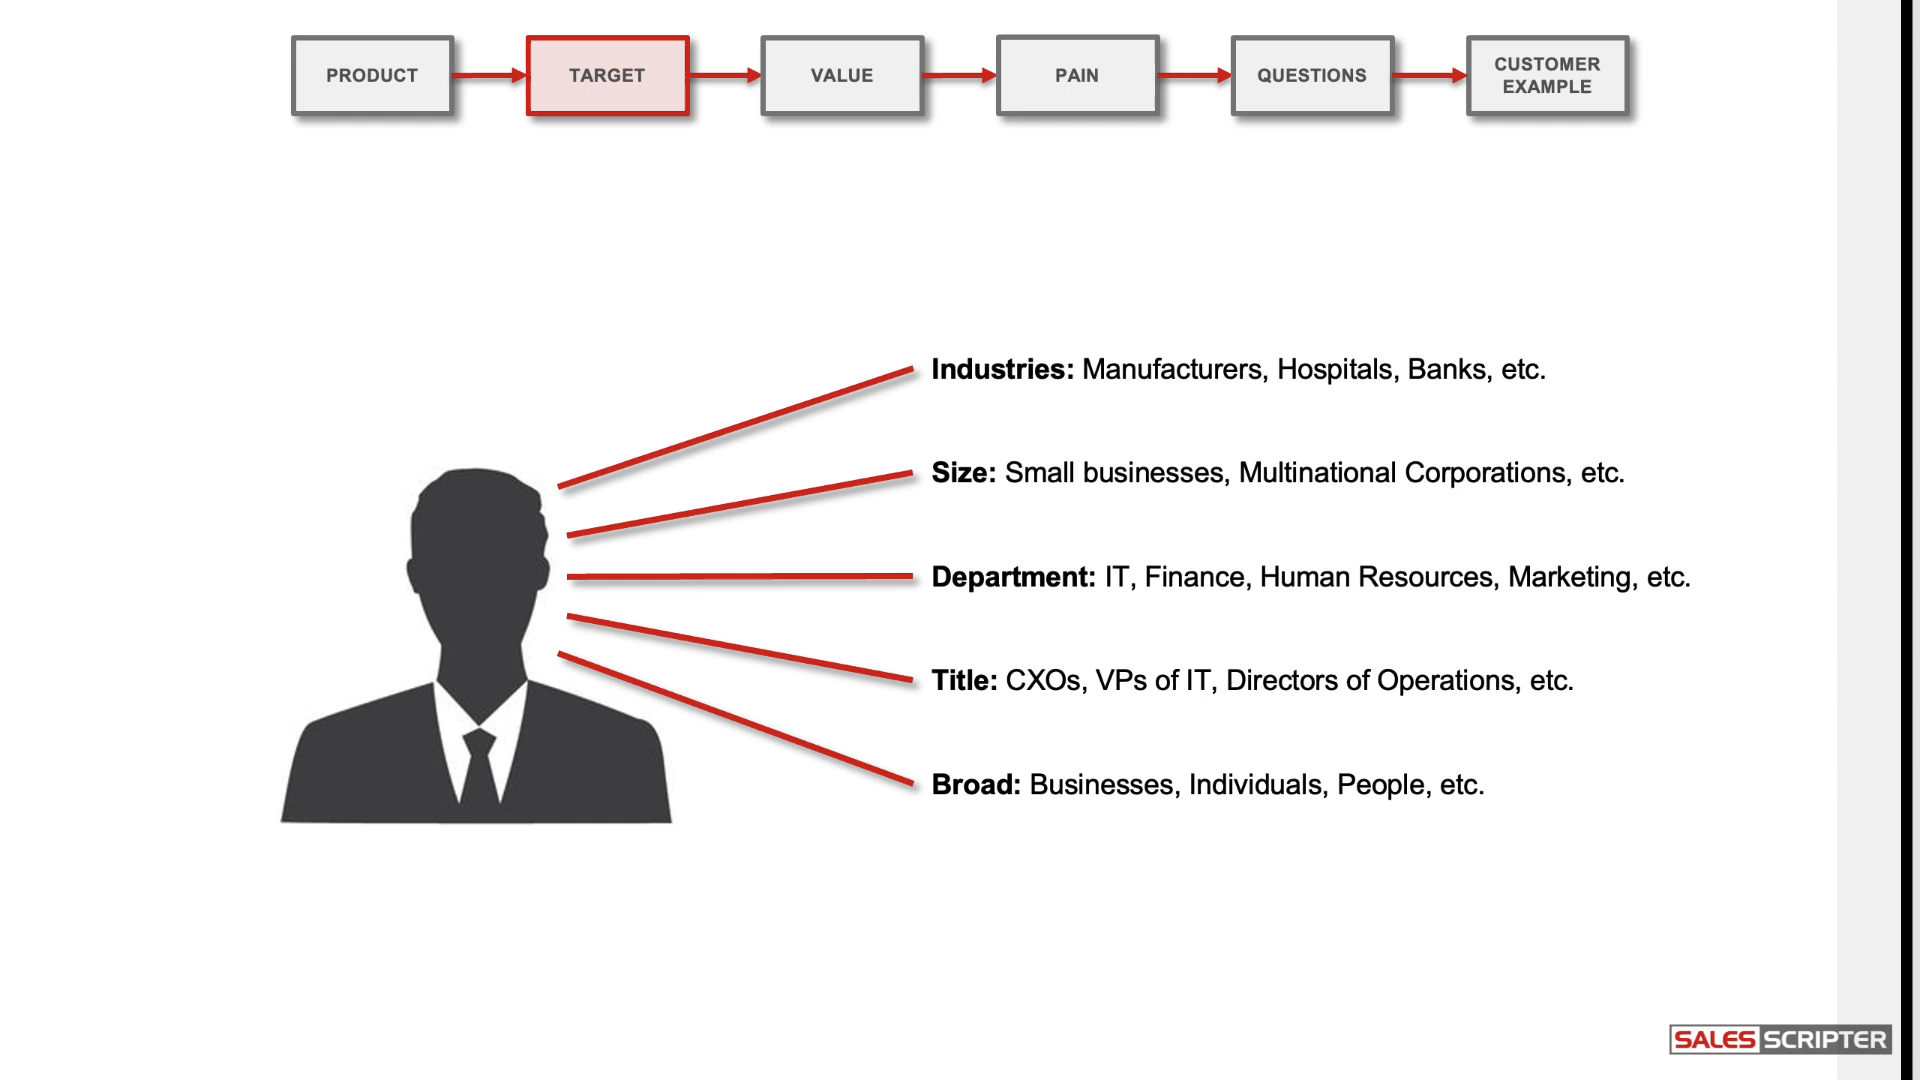 PRODUCT
TARGET
VALUE
PAIN
QUESTIONS
CUSTOMER
EXAMPLE
Industries: Manufacturers, Hospitals, Banks, etc.
Size: Small businesses, Multinational Corporations, etc.
Department: IT, Finance, Human Resources, Marketing, etc.
Title: CXOs, VPs of IT, Directors of Operations, etc.
Broad: Businesses, Individuals, People, etc.
SALES SCRIPTER